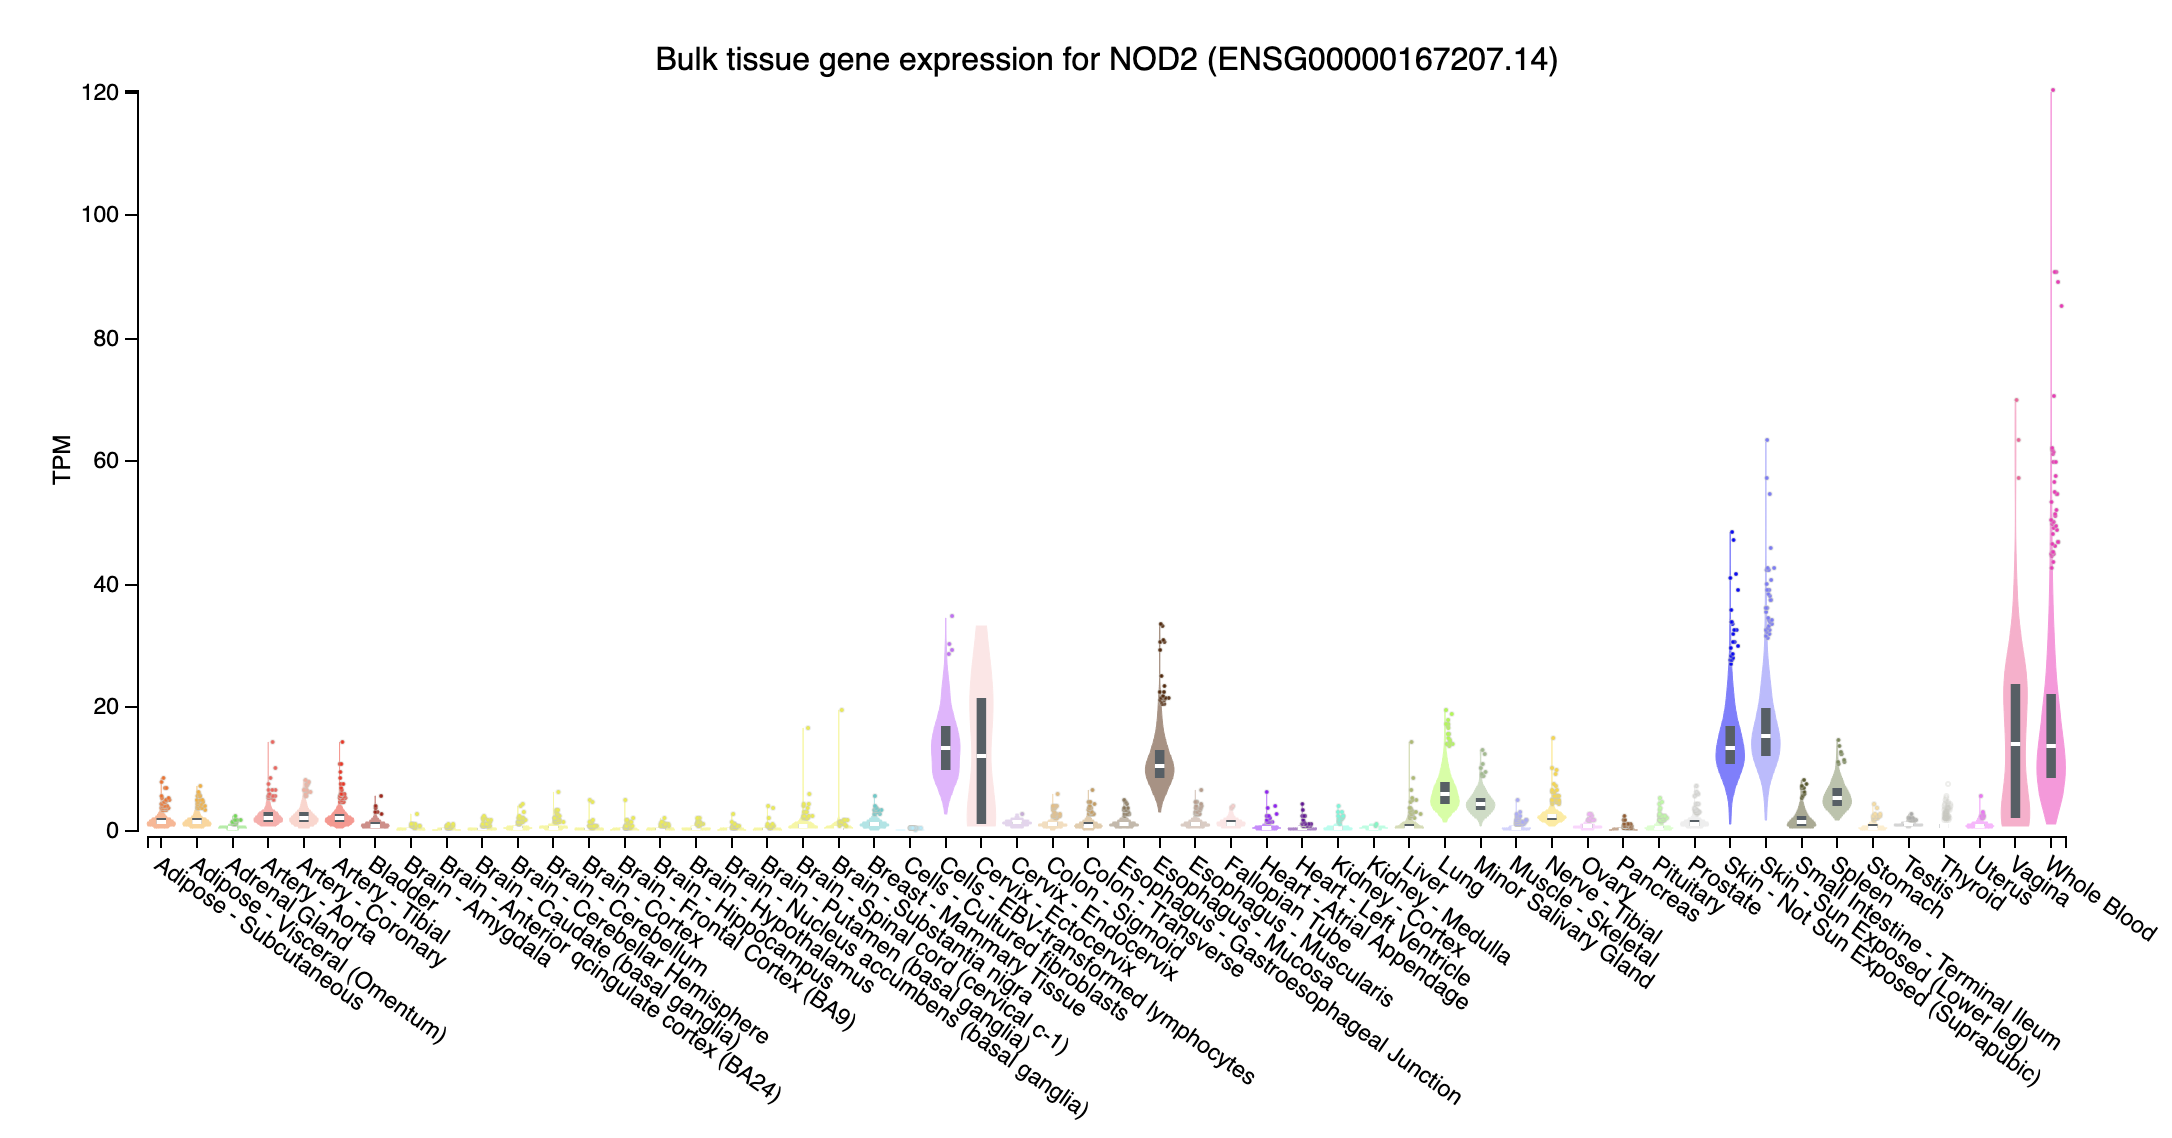 Bulk tissue gene expression for NOD2 (ENSG00000167207.14)
120
100
80
60
40
20
0
TPM
Adipose - Subcutaneous
Adipose - Visceral (Omentum)
Adrenal Gland
Artery - Aorta
Artery - Coronary
Artery - Tibial
Bladder
Brain - Amygdala
Brain - Anterior qcingulate cortex (BA24)
Brain - Caudate (basal ganglia)
Brain - Cerebellar Hemisphere
Brain - Cerebellum
Brain - Cortex
Brain - Frontal Cortex (BA9)
Brain - Hippocampus
Brain - Hypothalamus
Brain - Nucleus accumbens (basal ganglia)
Brain - Putamen (basal ganglia)
Brain - Spinal cord (cervical c-1)
Brain - Substantia nigra
Breast - Mammary Tissue
Cells - Cultured fibroblasts
Cells - EBV-transformed lymphocytes
Cervix - Ectocervix
Cervix - Endocervix
Colon - Sigmoid
Colon - Transverse
Esophagus - Gastroesophageal Junction
Esophagus - Mucosa
Esophagus - Muscularis
Fallopian Tube
Heart - Atrial Appendage
Heart - Left Ventricle
Kidney - Cortex
Kidney - Medulla
Liver
Lung
Minor Salivary Gland
Muscle - Skeletal
Nerve - Tibial
Ovary
Pancreas
Pituitary
Prostate
Skin - Not Sun Exposed (Suprapubic)
Skin - Sun Exposed (Lower leg)
Small Intestine - Terminal Ileum
Spleen
Stomach
Testis
Thyroid
Uterus
Vagina
Whole Blood